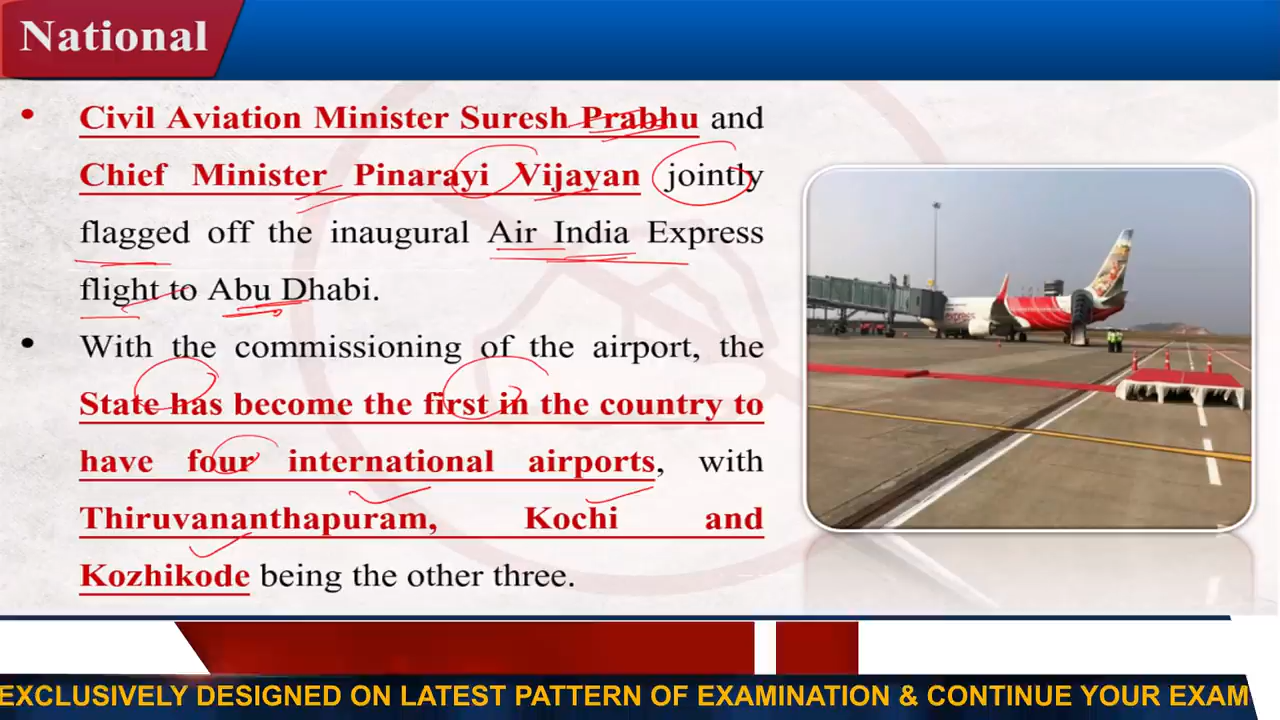 National
• Civil Aviation Minister Suresh Prabhu and
Chief Minister Pinarayi Vijayan jointly
flagged off the inaugural Air India Express
flight to Abu Dhabi.
• With the commissioning of the airport, the
State has become the first in the country to
have four international airports, with
Thiruvananthapuram, Kochi and
Kozhikode being the other three.
EXCLUSIVELY DESIGNED ON LATEST PATTERN OF EXAMINATION & CONTINUE YOUR EXAM